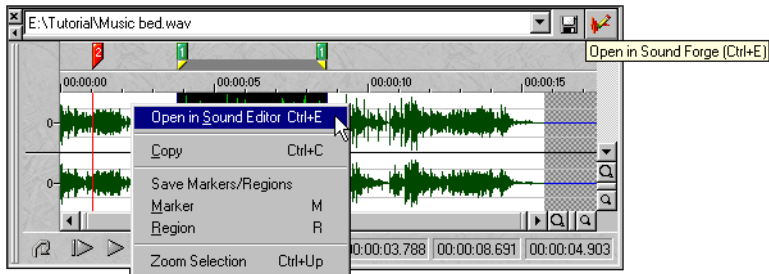 E:\Tutorial\Music bed.wav
Open in Sound Forge (Ctrl+E)
2 1 1
00:00:00 00:00:05 00:00:10 00:00:15
0-
Open in Sound Editor Ctrl+E
Copy Ctrl+C
0-
Save Markers/Regions
Marker M
Region R
Zoom Selection Ctrl+Up
00:00:03.788 00:00:08.691 00:00:04.903